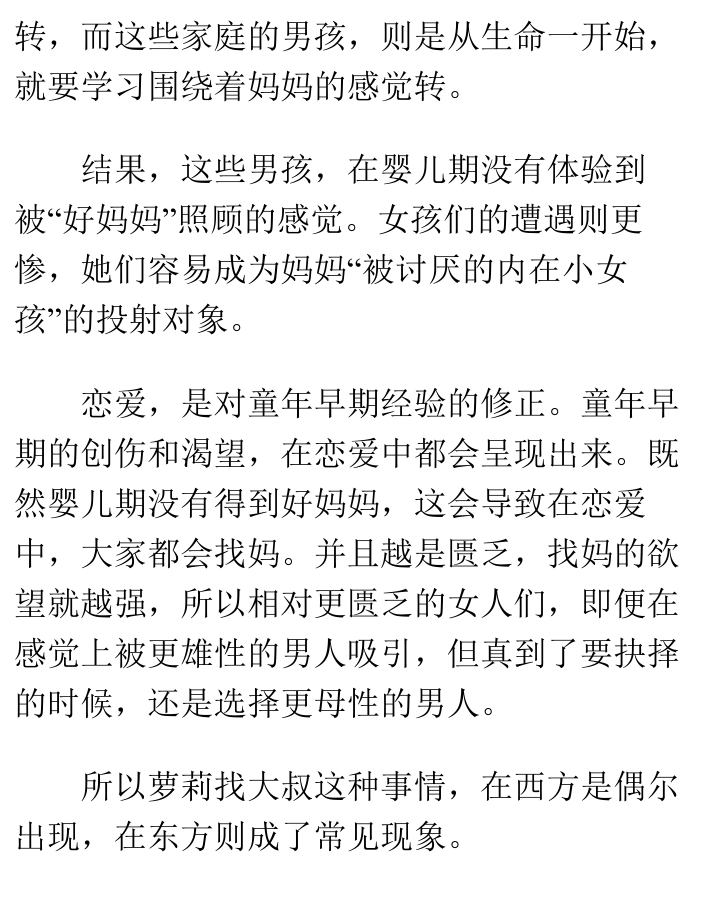 转，而这些家庭的男孩，则是从生命一开始，
就要学习围绕着妈妈的感觉转。
结果，这些男孩，在婴儿期没有体验到
被“好妈妈”照顾的感觉。女孩们的遭遇则更
惨，她们容易成为妈妈“被讨厌的内在小女
孩”的投射对象。
恋爱，是对童年早期经验的修正。童年早
期的创伤和渴望，在恋爱中都会呈现出来。既
然婴儿期没有得到好妈妈，这会导致在恋爱
中，大家都会找妈。并且越是匮乏，找妈的欲
望就越强，所以相对更匮乏的女人们，即便在
感觉上被更雄性的男人吸引，但真到了要抉择
的时候，还是选择更母性的男人。
所以萝莉找大叔这种事情，在西方是偶尔
出现，在东方则成了常见现象。